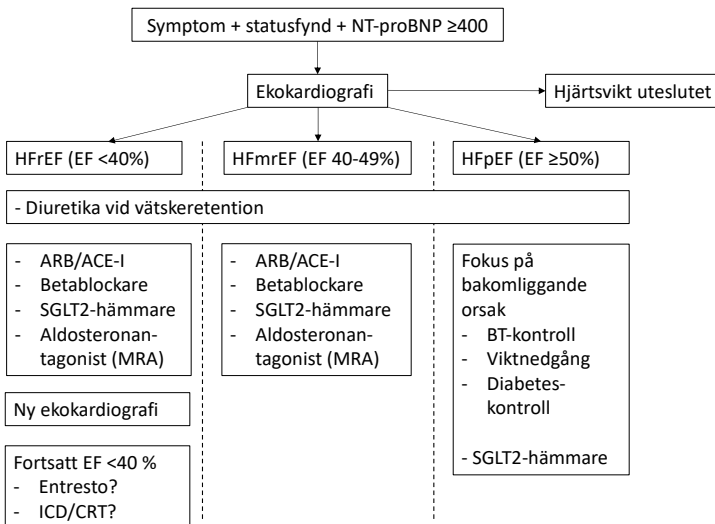 Symptom + statusfynd + NT-proBNP ≥400
Ekokardiografi
Hjärtsvikt uteslutet
HFrEF (EF <40%)
HFmrEF (EF 40-49%)
HFpEF (EF ≥50%)
- Diuretika vid vätskeretention
- ARB/ACE-I
- Betablockare
- SGLT2-hämmare
- Aldosteronan-
tagonist (MRA)
- ARB/ACE-I
- Betablockare
- SGLT2-hämmare
- Aldosteronan-
tagonist (MRA)
Fokus på
bakomliggande
orsak
- BT-kontroll
- Viktnedgång
- Diabetes-
kontroll
- SGLT2-hämmare
Ny ekokardiografi
Fortsatt EF <40 %
- Entresto?
- ICD/CRT?